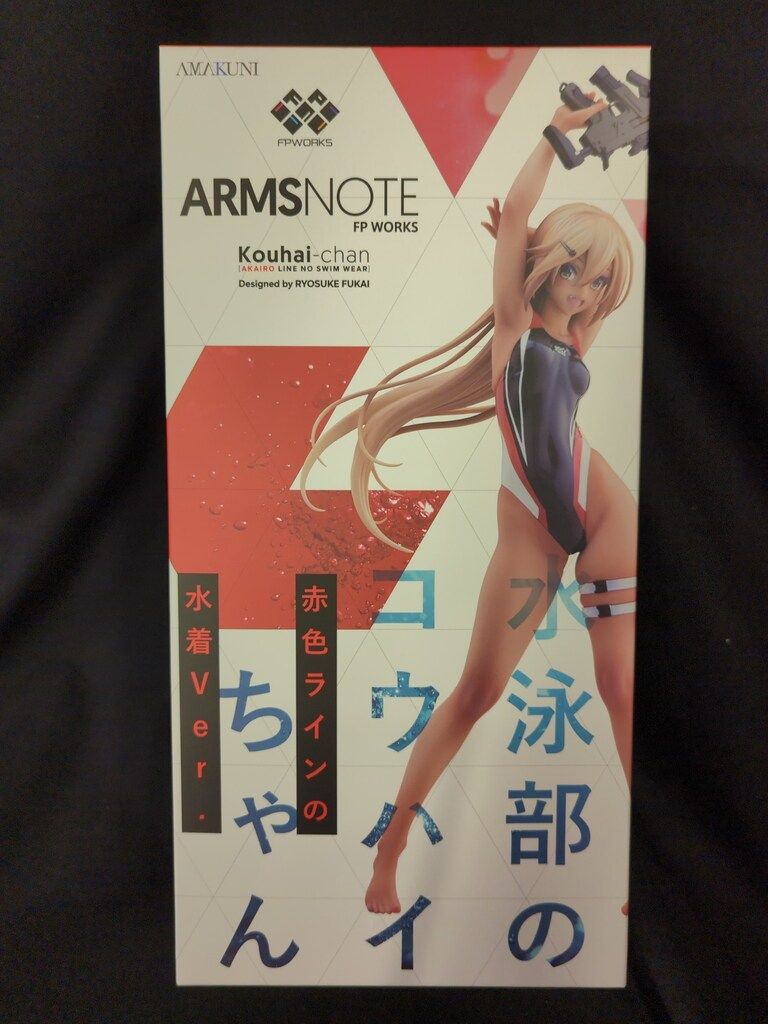 AMAKUNI
FPWORKS
ARMSNOTE
FP WORKS
Kouhai-chan
[AKAIRO LINE NO SWIM WEAR]
Designed by RYOSUKE FUKAI
水泳部の
コウハイ
ちゃん
赤色ラインの
水着Ver.